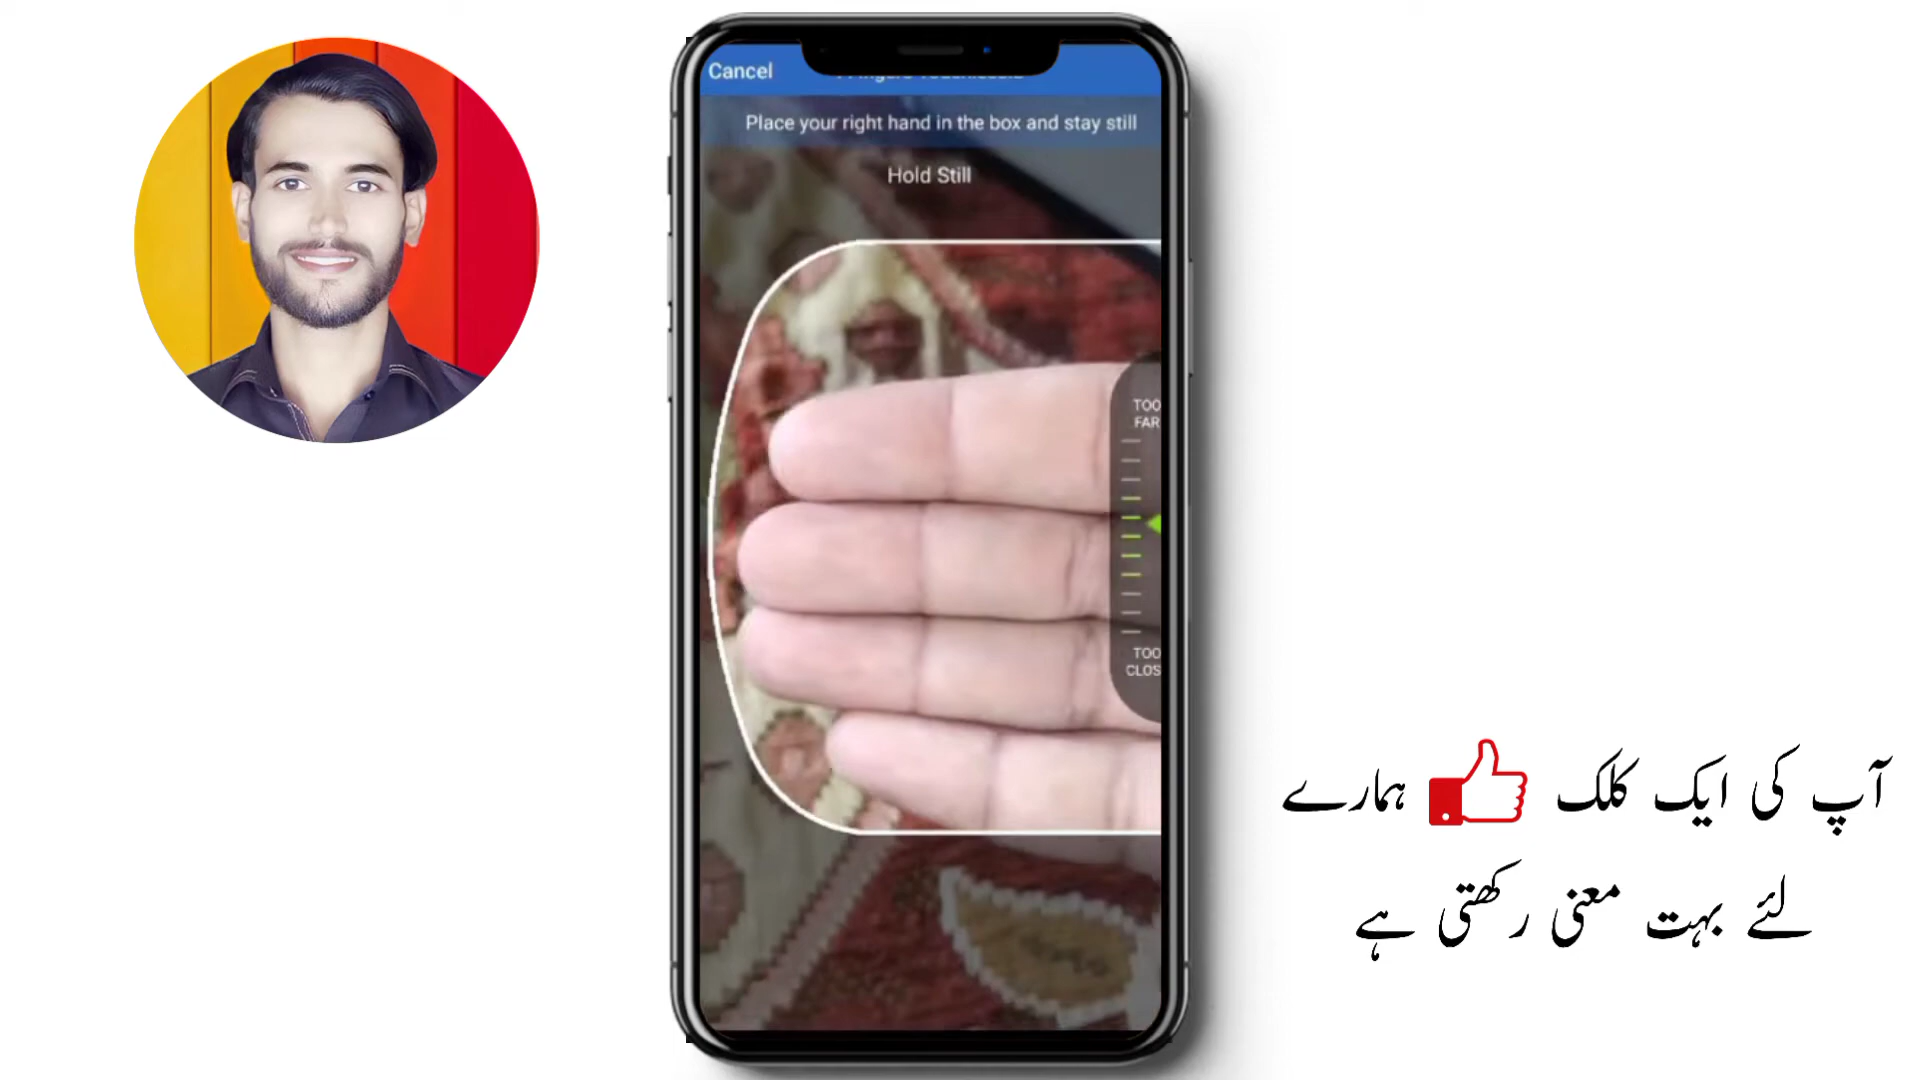 Cancel
Place your right hand in the box and stay still
Hold Still
TOO
FAR
TOO
CLOS
آپ کی ایک کلک ہمارے
لئے بہت معنی رکھتی ہے